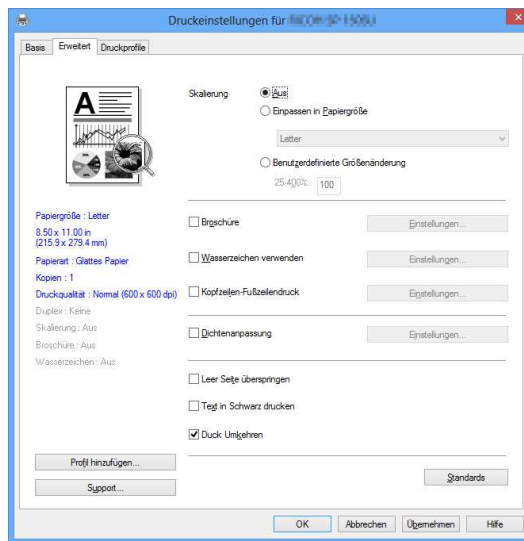 Druckeinstellungen für
Basis Erweitert Druckprofile
A
Skalierung Aus
Einpassen in Papiergröße
Letter
Benutzerdefinierte Größenänderung
25-400%: 100
Papiergröße : Letter
8.50 x 11.00 in
(215.9 x 279.4 mm)
Papierart : Glattes Papier
Kopien : 1
Druckqualität : Normal (600 x 600 dpi)
Duplex : Keine
Skalierung : Aus
Broschüre : Aus
Wasserzeichen : Aus
Broschüre Einstellungen...
Wasserzeichen verwenden Einstellungen...
Kopfzeilen-Fußzeilendruck Einstellungen...
Dichtenanpassung Einstellungen...
Leer Seite überspringen
Text in Schwarz drucken
Duck Umkehren
Profil hinzufügen...
Support...
Standards
OK Abbrechen Übernehmen Hilfe